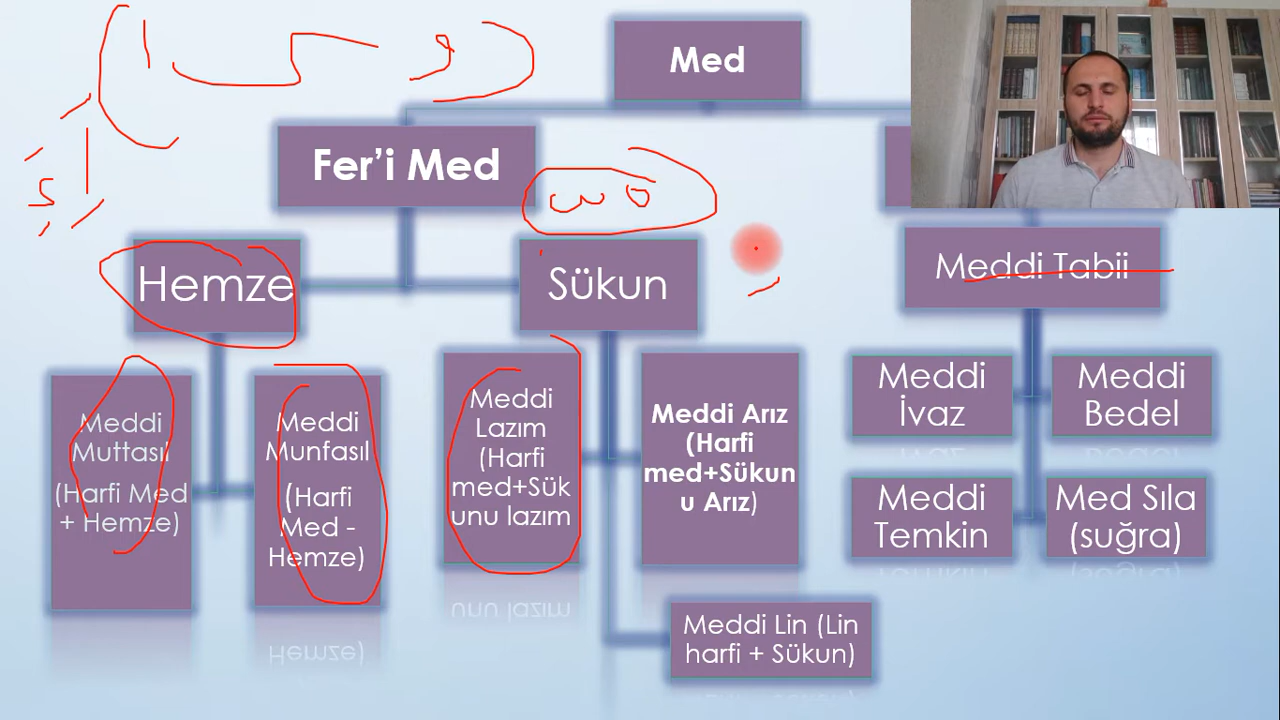 Med
Fer'i Med
Hemze
Sükun
Meddi Tabii
Meddi
Muttasıl
(Harfi Med
+ Hemze)
Meddi
Munfasıl
(Harfi
Med -
Hemze)
Meddi
Lazım
(Harfi
med+Sük
unu lazım
Meddi Arız
(Harfi
med+Sükun
u Arız)
Meddi Lin (Lin
harfi + Sükun)
Meddi
İvaz
Meddi
Bedel
Meddi
Temkin
Med Sıla
(suğra)